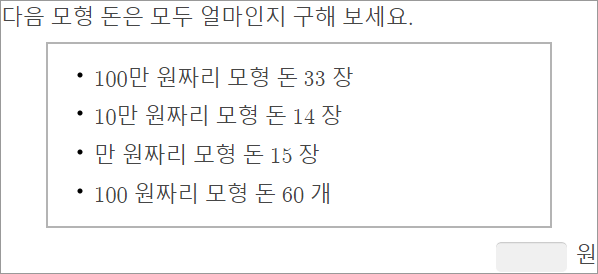 다음 모형 돈은 모두 얼마인지 구해 보세요.
• 100만 원짜리 모형 돈 33 장
• 10만 원짜리 모형 돈 14 장
• 만 원짜리 모형 돈 15 장
• 100 원짜리 모형 돈 60 개
원